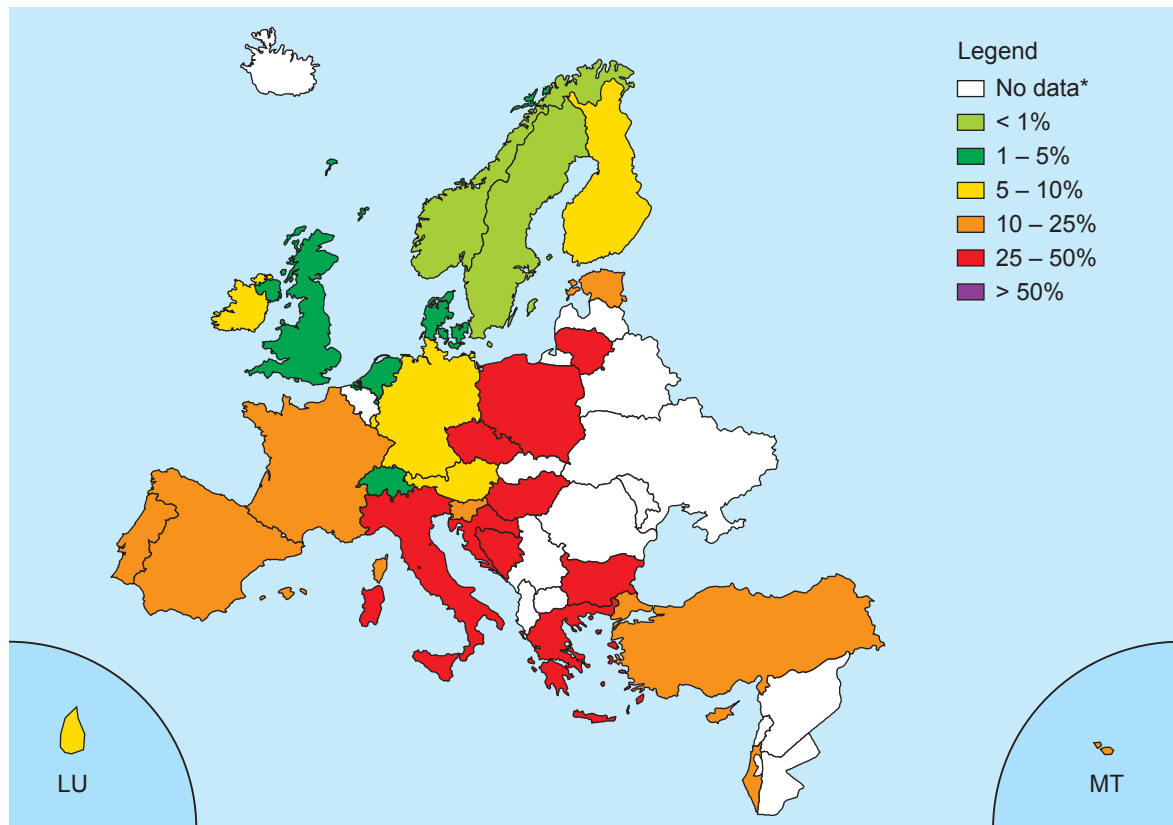 Legend
No data*
< 1%
1 – 5%
5 – 10%
10 – 25%
25 – 50%
> 50%
LU
MT